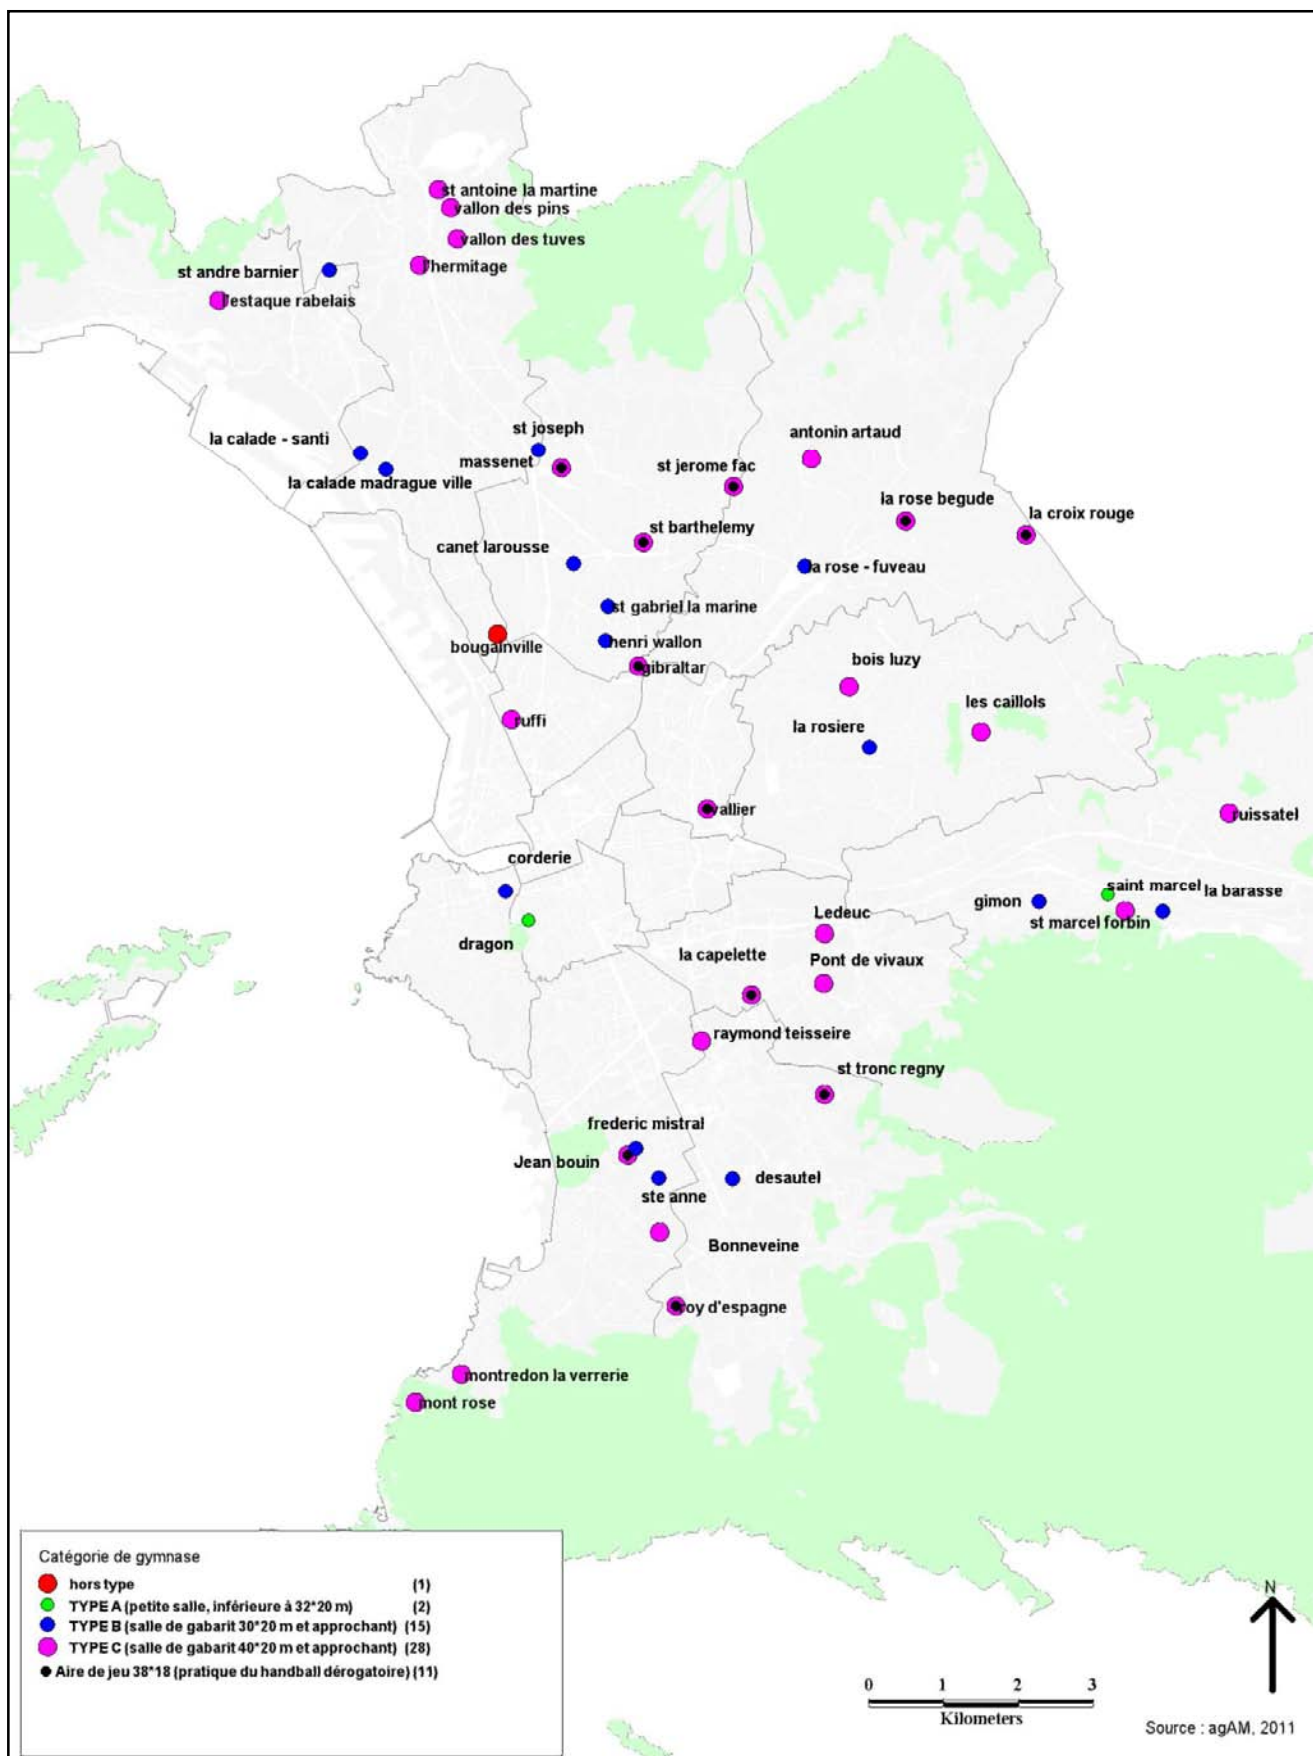 st antoine la martine
vallon des pins
vallon des tuves
l'hermitage
st andre barnier
l'estaque rabelais
st joseph
antonin artaud
la calade - santi
massenet
st jerome fac
la calade madrague ville
la rose begude
la croix rouge
st barthelemy
canet larousse
la rose - fuveau
st gabriel la marine
henri wallon
bougainville
gibraltar
bois luzy
les caillols
ruffi
la rosiere
vallier
ruissatel
corderie
saint marcel
la barasse
gimon
Ledeuc
st marcel forbin
dragon
la capelette
Pont de vivaux
raymond teisseire
st tronc regny
frederic mistral
Jean bouin
desautel
ste anne
Bonneveine
roy d'espagne
montredon la verrerie
mont rose
Catégorie de gymnase
hors type (1)
TYPE A (petite salle, inférieure à 32*20 m) (2)
TYPE B (salle de gabarit 30*20 m et approchant) (15)
TYPE C (salle de gabarit 40*20 m et approchant) (28)
Aire de jeu 38*18 (pratique du handball dérogatoire) (11)
N
0 1 2 3
Kilometers
Source : agAM, 2011